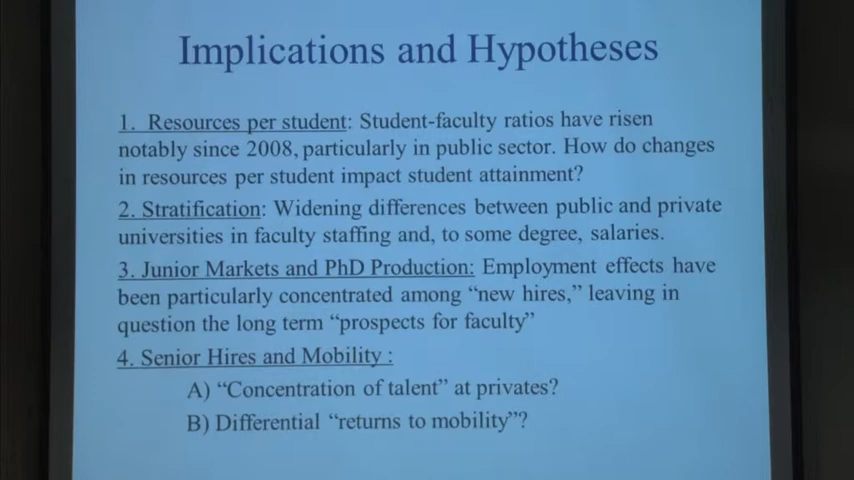 Implications and Hypotheses
1. Resources per student: Student-faculty ratios have risen
notably since 2008, particularly in public sector. How do changes
in resources per student impact student attainment?
2. Stratification: Widening differences between public and private
universities in faculty staffing and, to some degree, salaries.
3. Junior Markets and PhD Production: Employment effects have
been particularly concentrated among “new hires,” leaving in
question the long term “prospects for faculty”
4. Senior Hires and Mobility :
A) “Concentration of talent” at privates?
B) Differential “returns to mobility”?